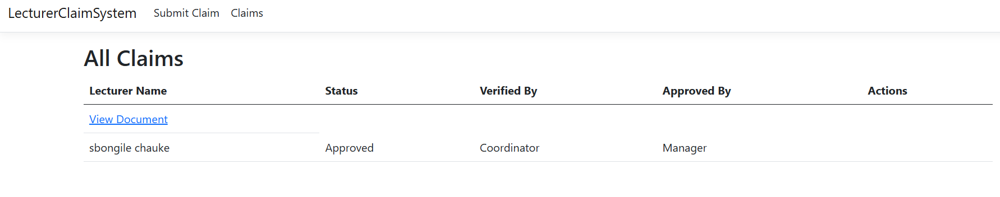 LecturerClaimSystem Submit Claim Claims
All Claims
Lecturer Name Status Verified By Approved By Actions
View Document
sbongile chauke Approved Coordinator Manager